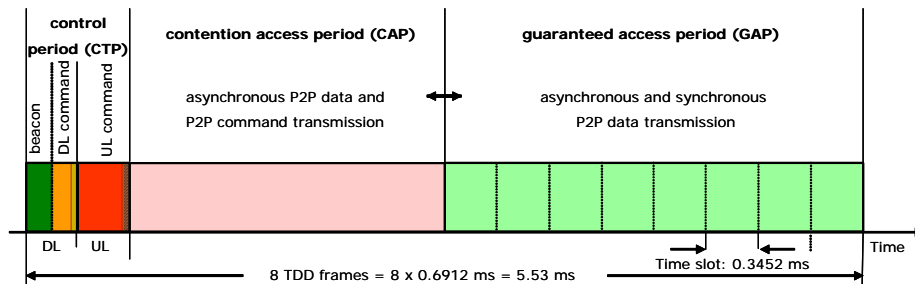 control
period (CTP)
contention access period (CAP)
guaranteed access period (GAP)
beacon
DL command
UL command
asynchronous P2P data and
P2P command transmission
asynchronous and synchronous
P2P data transmission
DL
UL
Time
Time slot: 0.3452 ms
8 TDD frames = 8 x 0.6912 ms = 5.53 ms